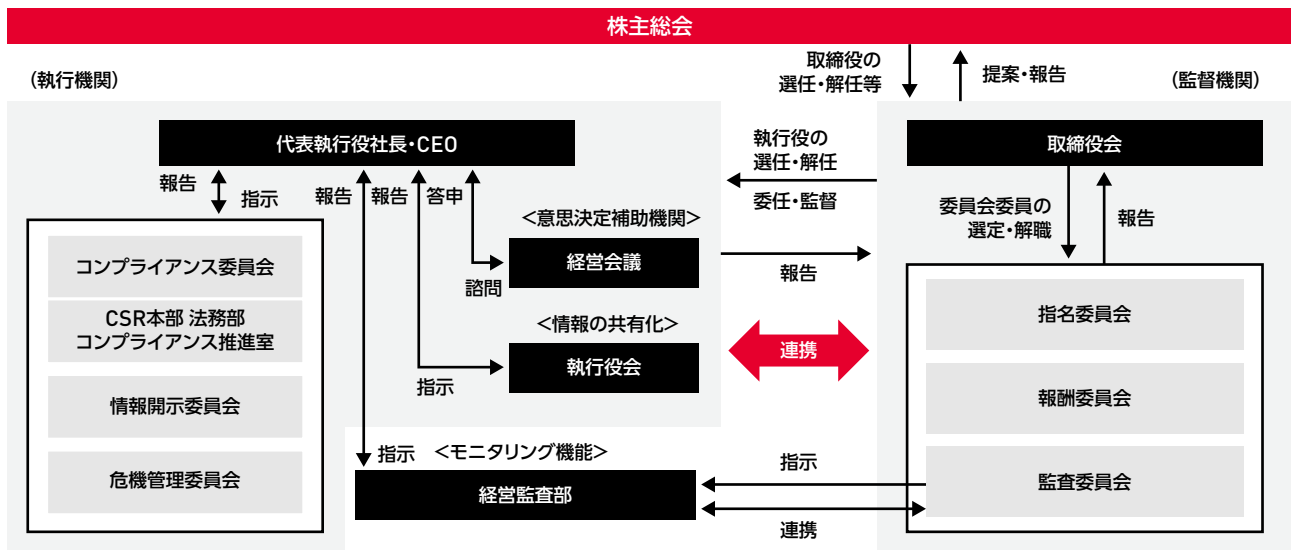 株主総会
(執行機関)
取締役の
選任・解任等
提案・報告
(監督機関)
代表執行役社長・CEO
執行役の
選任・解任
委任・監督
取締役会
報告
指示
報告
報告
答申
<意思決定補助機関>
経営会議
諮問
報告
委員会委員の
選定・解職
報告
コンプライアンス委員会
CSR本部 法務部
コンプライアンス推進室
情報開示委員会
危機管理委員会
<情報の共有化>
執行役会
指示
連携
指名委員会
報酬委員会
監査委員会
指示
<モニタリング機能>
経営監査部
指示
連携